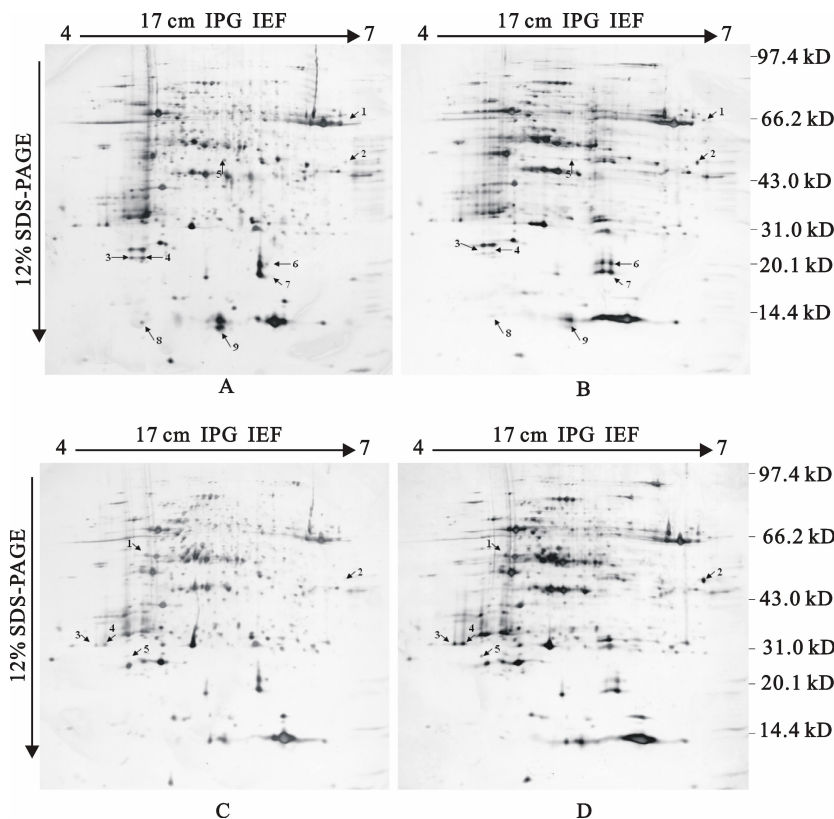 17 cm IPG IEF
4 7
17 cm IPG IEF
4 7
12% SDS-PAGE
1
2
5
3 4
6
7
8
9
1
2
5
3
4
6
7
8
9
97.4 kD
66.2 kD
43.0 kD
31.0 kD
20.1 kD
14.4 kD
A
B
17 cm IPG IEF
4 7
17 cm IPG IEF
4 7
12% SDS-PAGE
1
2
3 4
5
1
2
3 4
5
97.4 kD
66.2 kD
43.0 kD
31.0 kD
20.1 kD
14.4 kD
C
D